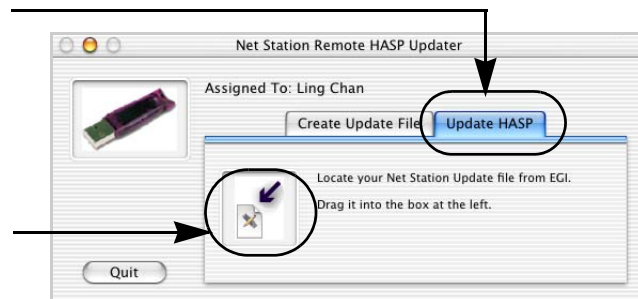 Net Station Remote HASP Updater
Assigned To: Ling Chan
Create Update File
Update HASP
Locate your Net Station Update file from EGI.
Drag it into the box at the left.
Quit